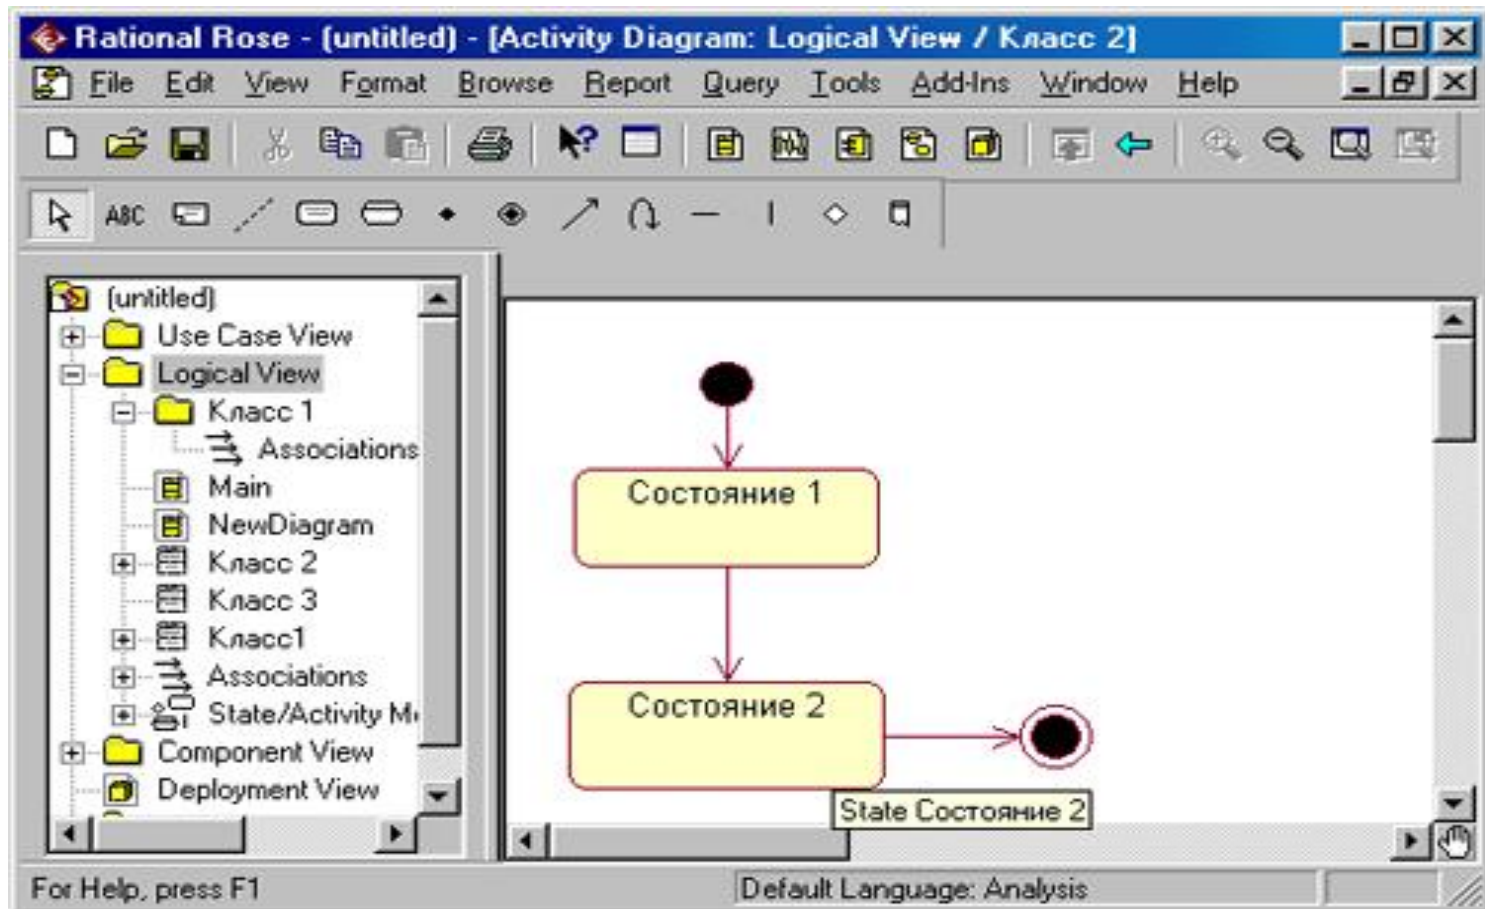 Rational Rose - (untitled) - [Activity Diagram: Logical View / Класс 2]
File Edit View Format Browse Report Query Tools Add-Ins Window Help
ABC
(untitled)
Use Case View
Logical View
Класс 1
Associations
Main
NewDiagram
Класс 2
Класс 3
Класс1
Associations
State/Activity M
Component View
Deployment View
Состояние 1
Состояние 2
State Состояние 2
For Help, press F1
Default Language: Analysis